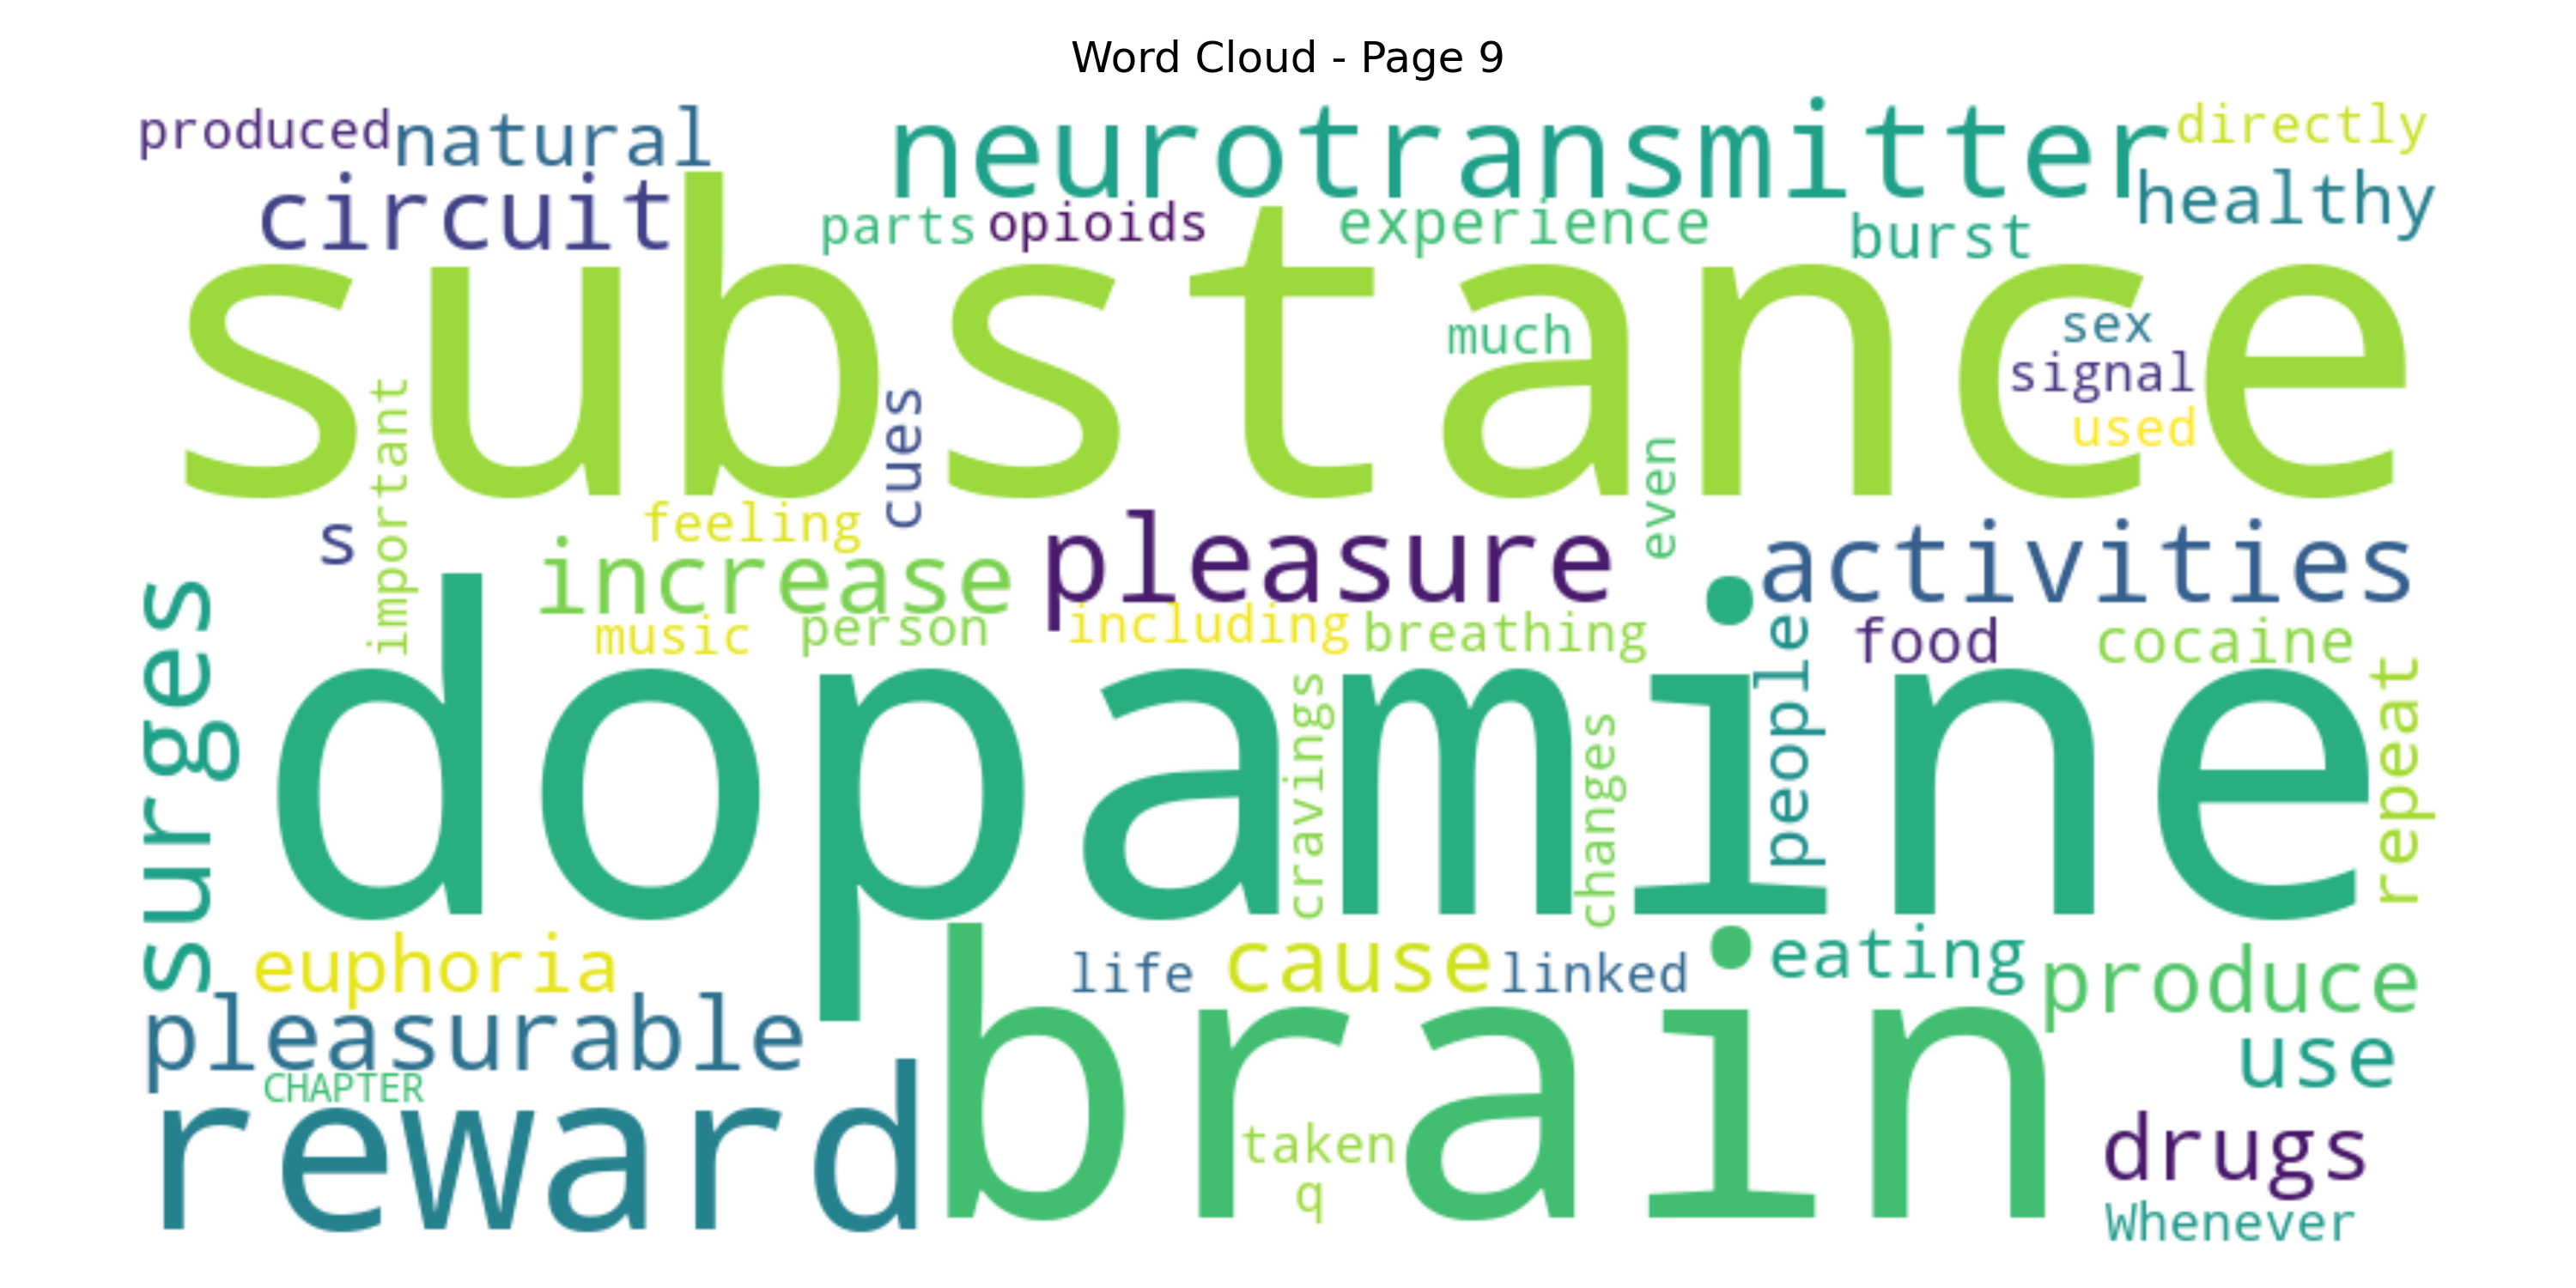 Word Cloud - Page 9
produced natural neurotransmitter directly
circuit parts opioids experience burst healthy
substance
much sex
signal
used
important cues even
s feeling increase pleasure activities
music person including breathing people food cocaine
surges dopamine repeat
cravings changes
euphoria life cause linked eating produce
pleasurable use
CHAPTER
reward brain drugs
taken
q
Whenever